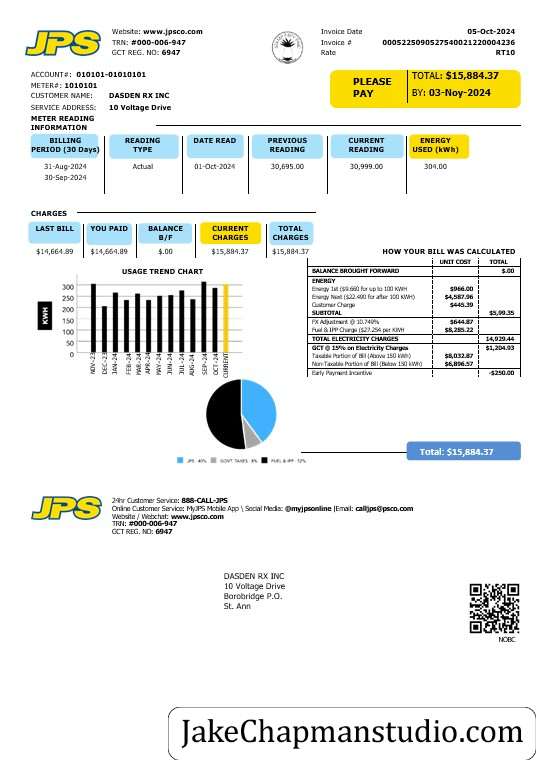 JPS
Website: www.jpsco.com
TRN: #000-006-947
GCT REG. NO: 6947
Invoice Date 05-Oct-2024
Invoice # 00052250905275400212200042​36
Rate RT10
ACCOUNT#: 010101-01010101
METER#: 1010101
CUSTOMER NAME: DASDEN RX INC
SERVICE ADDRESS: 10 Voltage Drive
PLEASE PAY
TOTAL: $15,884.37
BY: 03-Noy-2024
METER READING
INFORMATION
BILLING PERIOD (30 Days) READING TYPE DATE READ PREVIOUS READING CURRENT READING ENERGY USED (kWh)
31-Aug-2024 Actual 01-Oct-2024 30,695.00 30,999.00 304.00
30-Sep-2024
CHARGES
LAST BILL YOU PAID BALANCE B/F CURRENT CHARGES TOTAL CHARGES
$14,664.89 $14,664.89 $.00 $15,884.37 $15,884.37
USAGE TREND CHART
KWH
300
250
200
150
100
50
0
NOV-23 DEC-23 JAN-24 FEB-24 MAR-24 APR-24 MAY-24 JUN-24 JUL-24 AUG-24 SEP-24 OCT-24 CURRENT
JPS 40% GOVT TAXES 8% FUEL & IPP 52%
HOW YOUR BILL WAS CALCULATED
UNIT COST TOTAL
BALANCE BROUGHT FORWARD $.00
ENERGY
Energy 1st ($9.660 for up to 100 KWH) $966.00
Energy Next ($22.490 for after 100 KWH) $4,587.96
Customer Charge $445.39
SUBTOTAL $5,99.35
FX Adjustment @ 10.749% $644.87
Fuel & IPP Charge ($27.254 per KWH $8,285.22
TOTAL ELECTRICITY CHARGES 14,929.44
GCT @ 15% on Electricity Charges $1,204.93
Taxable Portion of Bill (Above 150 kWh) $8,032.87
Non-Taxable Portion of Bill (Below 150 kWh) $6,896.57
Early Payment Incentive -$250.00
Total: $15,884.37
JPS
24hr Customer Service: 888-CALL-JPS
Online Customer Service: MyJPS Mobile App \ Social Media: @myjpsonline |Email: calljps@psco.com
Website / Webchat: www.jpsco.com
TRN: #000-006-947
GCT REG. NO: 6947
DASDEN RX INC
10 Voltage Drive
Borobridge P.O.
St. Ann
NOBC
JakeChapmanstudio.com